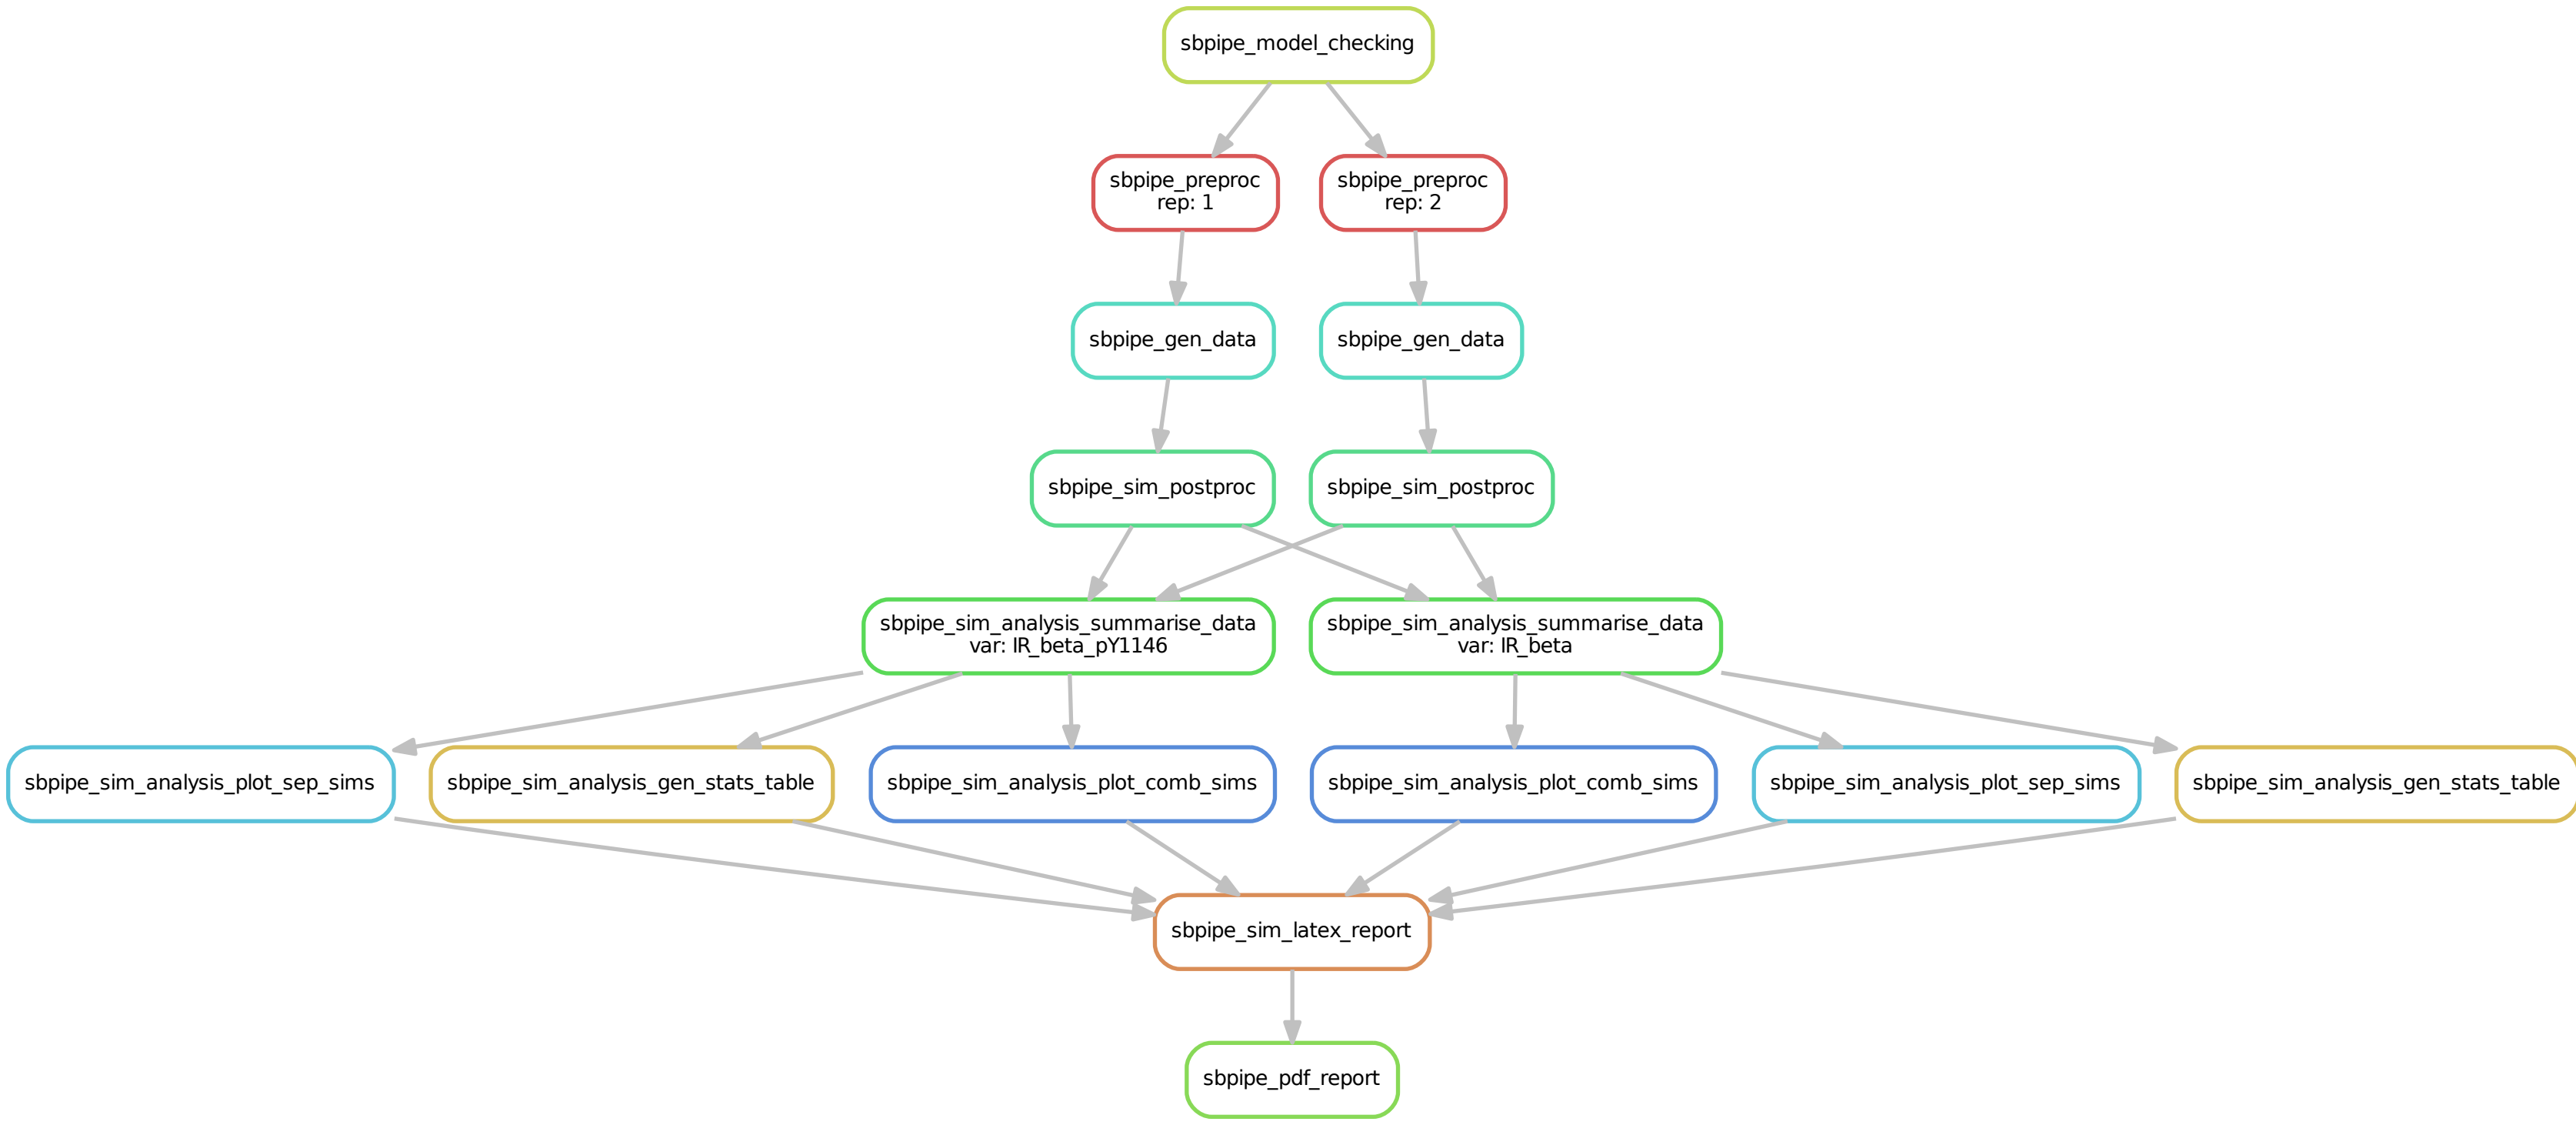 sbpipe_model_checking
sbpipe_preproc
rep: 1
sbpipe_preproc
rep: 2
sbpipe_gen_data
sbpipe_gen_data
sbpipe_sim_postproc
sbpipe_sim_postproc
sbpipe_sim_analysis_summarise_data
var: IR_beta_pY1146
sbpipe_sim_analysis_summarise_data
var: IR_beta
sbpipe_sim_analysis_plot_sep_sims
sbpipe_sim_analysis_gen_stats_table
sbpipe_sim_analysis_plot_comb_sims
sbpipe_sim_analysis_plot_comb_sims
sbpipe_sim_analysis_plot_sep_sims
sbpipe_sim_analysis_gen_stats_table
sbpipe_sim_latex_report
sbpipe_pdf_report